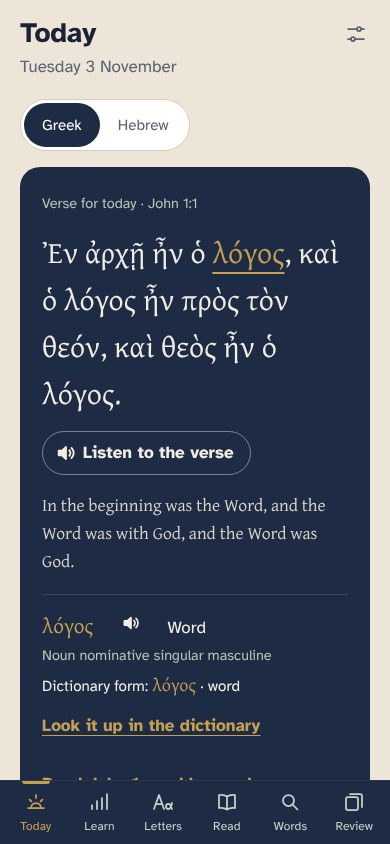 Today
Tuesday 3 November
Greek Hebrew
Verse for today · John 1:1
Ἐν ἀρχῇ ἦν ὁ λόγος, καὶ
ὁ λόγος ἦν πρὸς τὸν
θεόν, καὶ θεὸς ἦν ὁ
λόγος.
Listen to the verse
In the beginning was the Word, and the
Word was with God, and the Word was
God.
λόγος Word
Noun nominative singular masculine
Dictionary form: λόγος · word
Look it up in the dictionary
Aα
Today Learn Letters Read Words Review